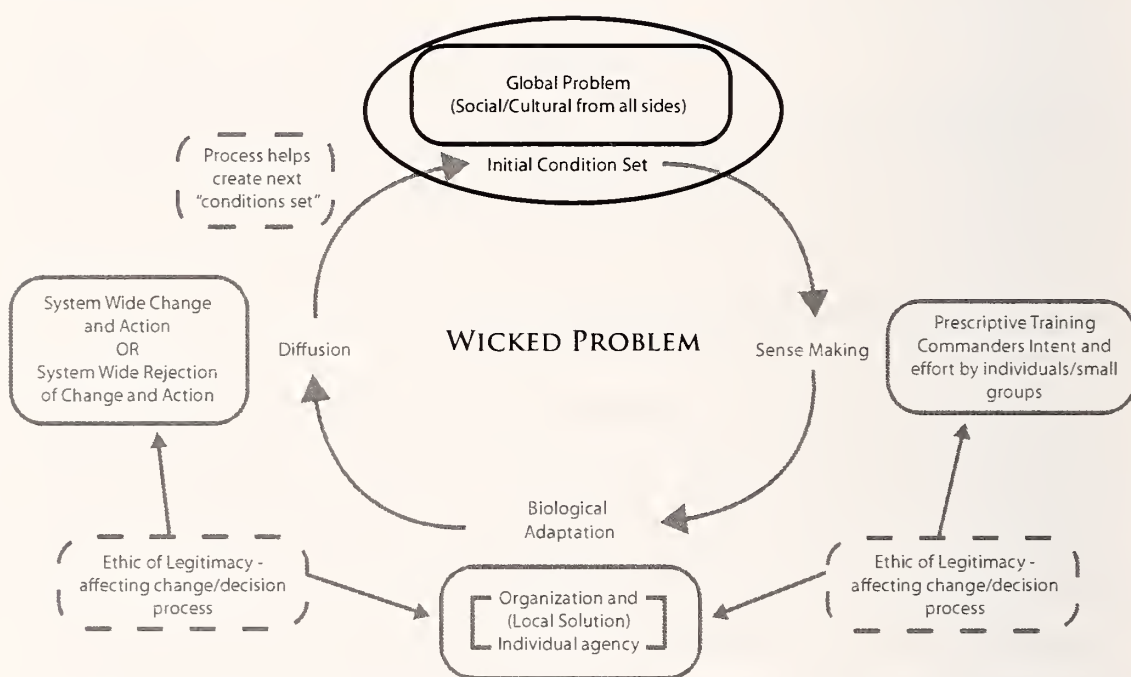 Global Problem
(Social/Cultural from all sides)
Initial Condition Set
Process helps
create next
"conditions set"
System Wide Change
and Action
OR
System Wide Rejection
of Change and Action
Diffusion
WICKED PROBLEM
Sense Making
Prescriptive Training
Commanders Intent and
effort by individuals/small
groups
Biological
Adaptation
Ethic of Legitimacy -
affecting change/decision
process
Organization and
(Local Solution)
Individual agency
Ethic of Legitimacy -
affecting change/decision
process